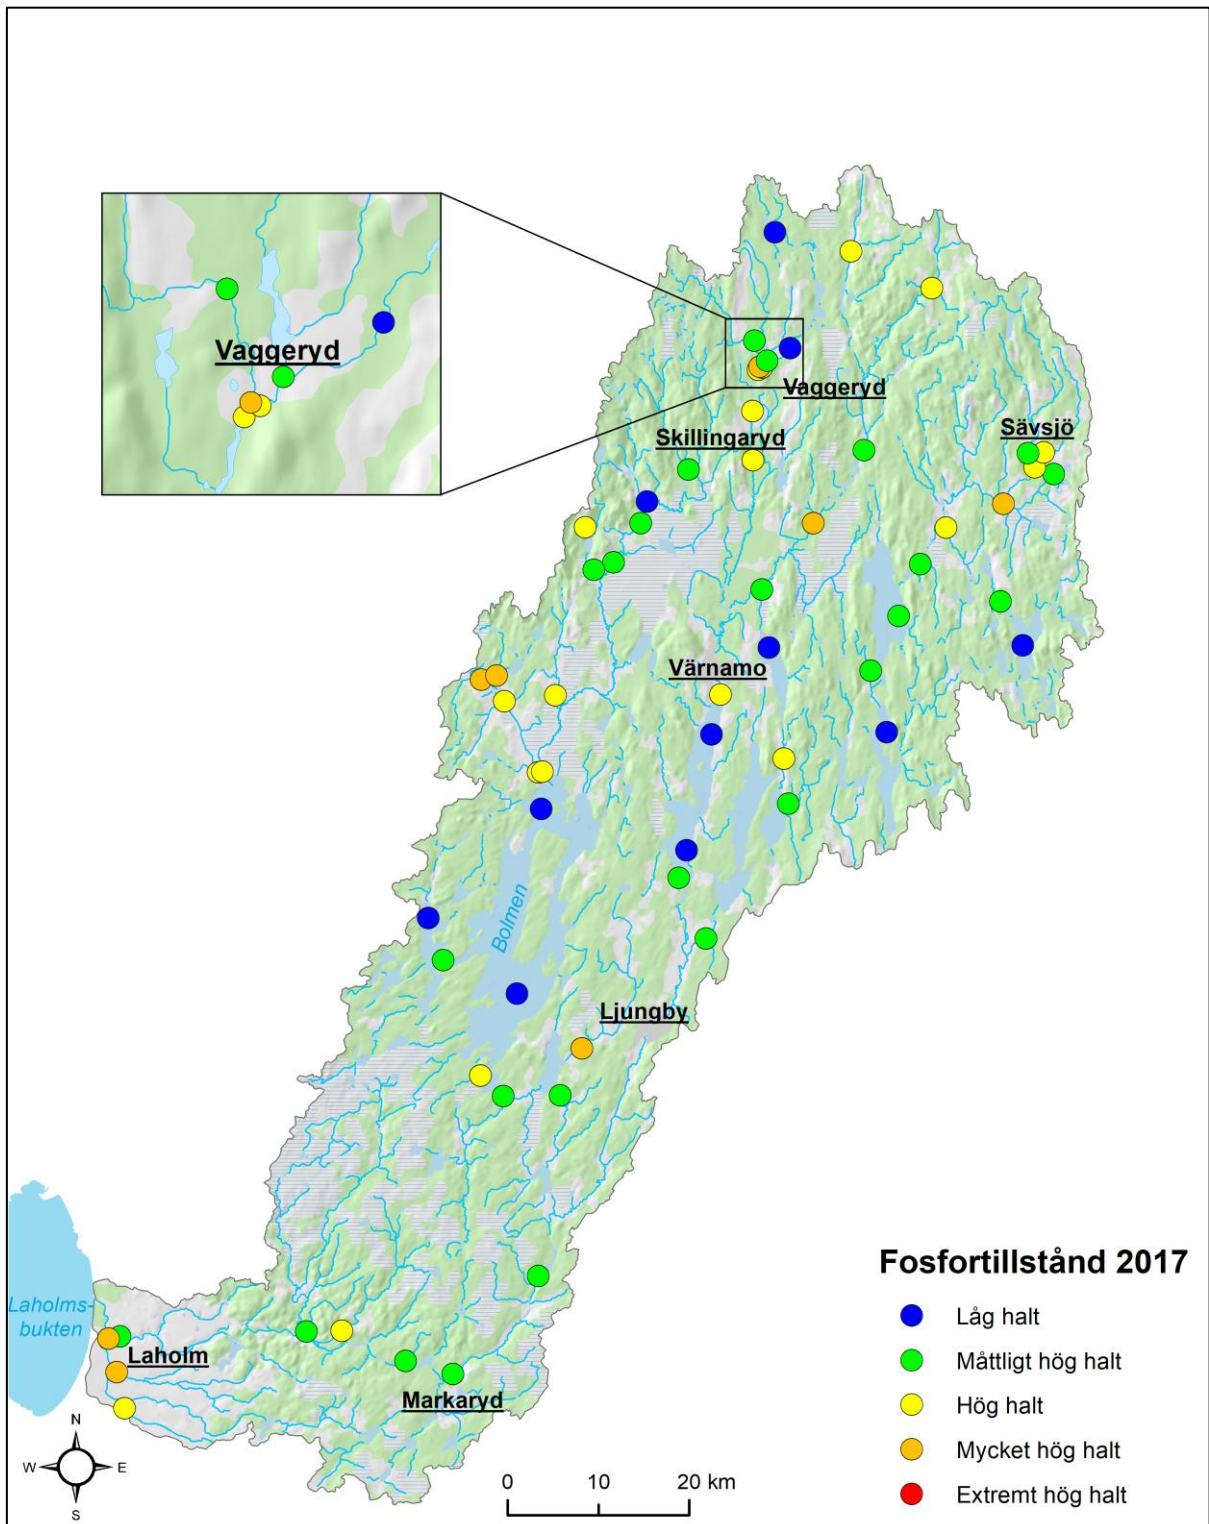 Vaggeryd
Vaggeryd
Skillingaryd
Sävsjö
Värnamo
Bolmen
Ljungby
Laholms-
bukten
Laholm
Markaryd
N
W
E
S
0 10 20 km
Fosfortillstånd 2017
Låg halt
Måttligt hög halt
Hög halt
Mycket hög halt
Extremt hög halt